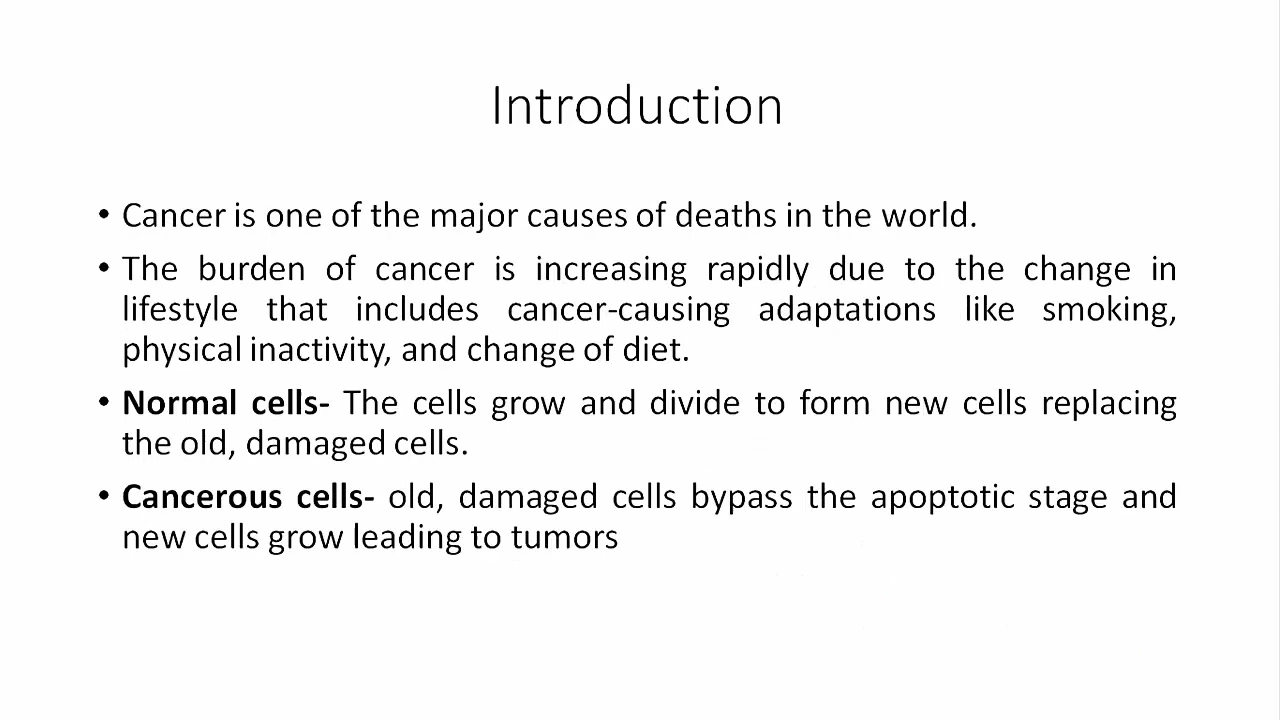 Introduction
• Cancer is one of the major causes of deaths in the world.
• The burden of cancer is increasing rapidly due to the change in
lifestyle that includes cancer-causing adaptations like smoking,
physical inactivity, and change of diet.
• Normal cells- The cells grow and divide to form new cells replacing
the old, damaged cells.
• Cancerous cells- old, damaged cells bypass the apoptotic stage and
new cells grow leading to tumors